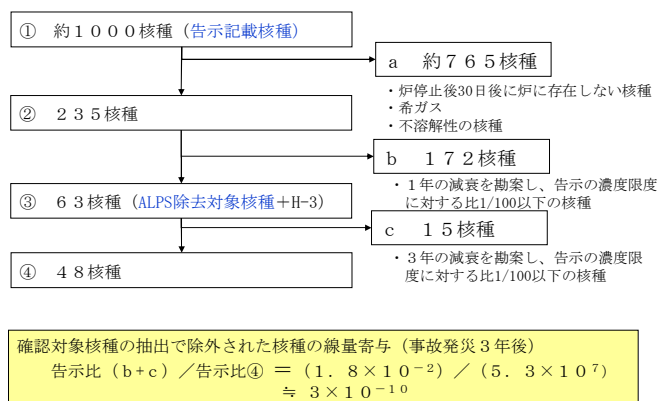 ① 約１０００核種（告示記載核種）
a 約７６５核種
・炉停止後30日後に炉に存在しない核種
・希ガス
・不溶解性の核種
② ２３５核種
b １７２核種
・１年の減衰を勘案し、告示の濃度限度
に対する比1/100以下の核種
③ ６３核種（ALPS除去対象核種＋H-3）
c １５核種
・３年の減衰を勘案し、告示の濃度限
度に対する比1/100以下の核種
④ ４８核種
確認対象核種の抽出で除外された核種の線量寄与（事故発災３年後）
告示比（b+c）／告示比④ ＝（１．８×１０⁻²）／（５．３×１０⁷）
≒ ３×１０⁻¹⁰